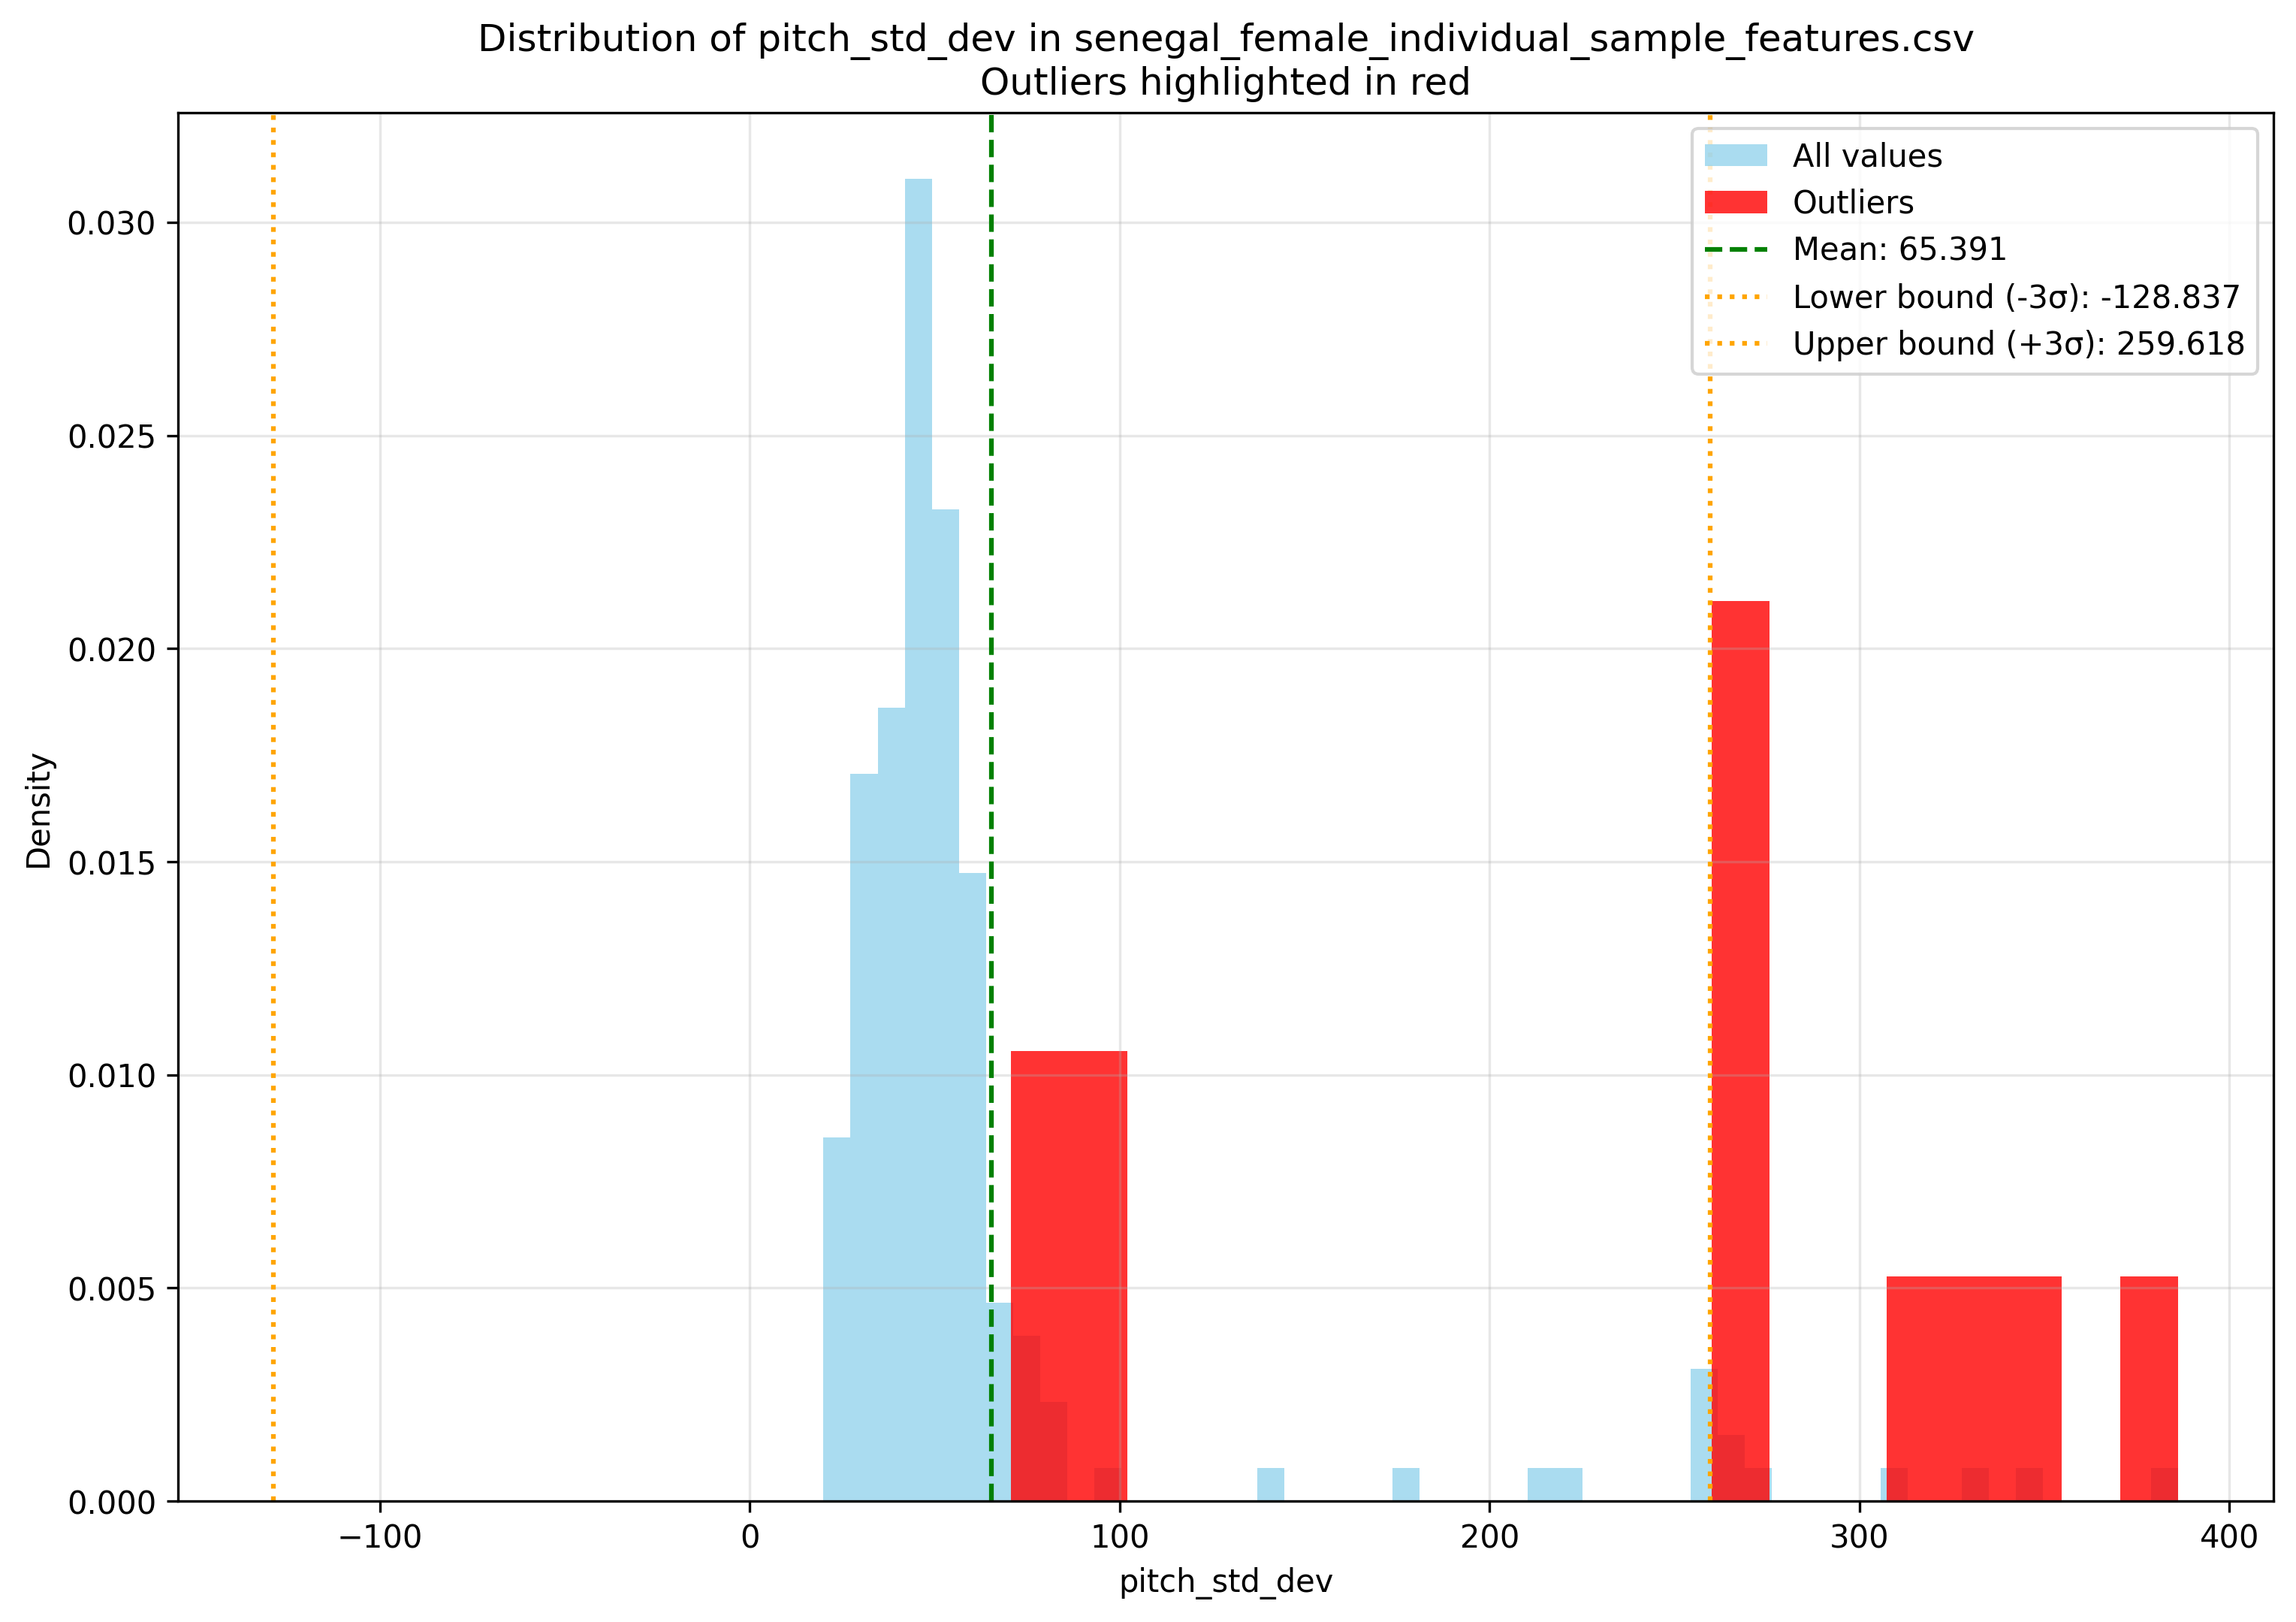 Distribution of pitch_std_dev in senegal_female_individual_sample_features.csv
Outliers highlighted in red
All values
Outliers
Mean: 65.391
Lower bound (-3σ): -128.837
Upper bound (+3σ): 259.618
0.030
0.025
0.020
0.015
0.010
0.005
0.000
Density
−100
0
100
200
300
400
pitch_std_dev